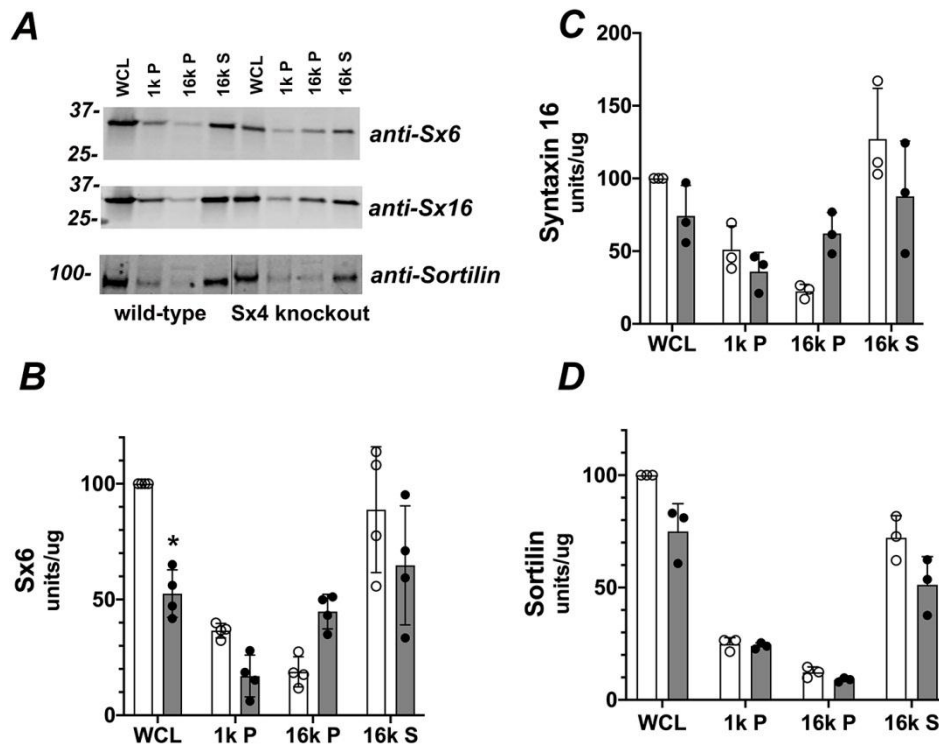 A
WCL 1k P 16k P 16k S WCL 1k P 16k P 16k S
37-
25-
anti-Sx6
37-
25-
anti-Sx16
100-
anti-Sortilin
wild-type Sx4 knockout
B
Sx6
units/ug
100
50
0
*
WCL 1k P 16k P 16k S
C
Syntaxin 16
units/ug
200
150
100
50
0
WCL 1k P 16k P 16k S
D
Sortilin
units/ug
100
50
0
WCL 1k P 16k P 16k S